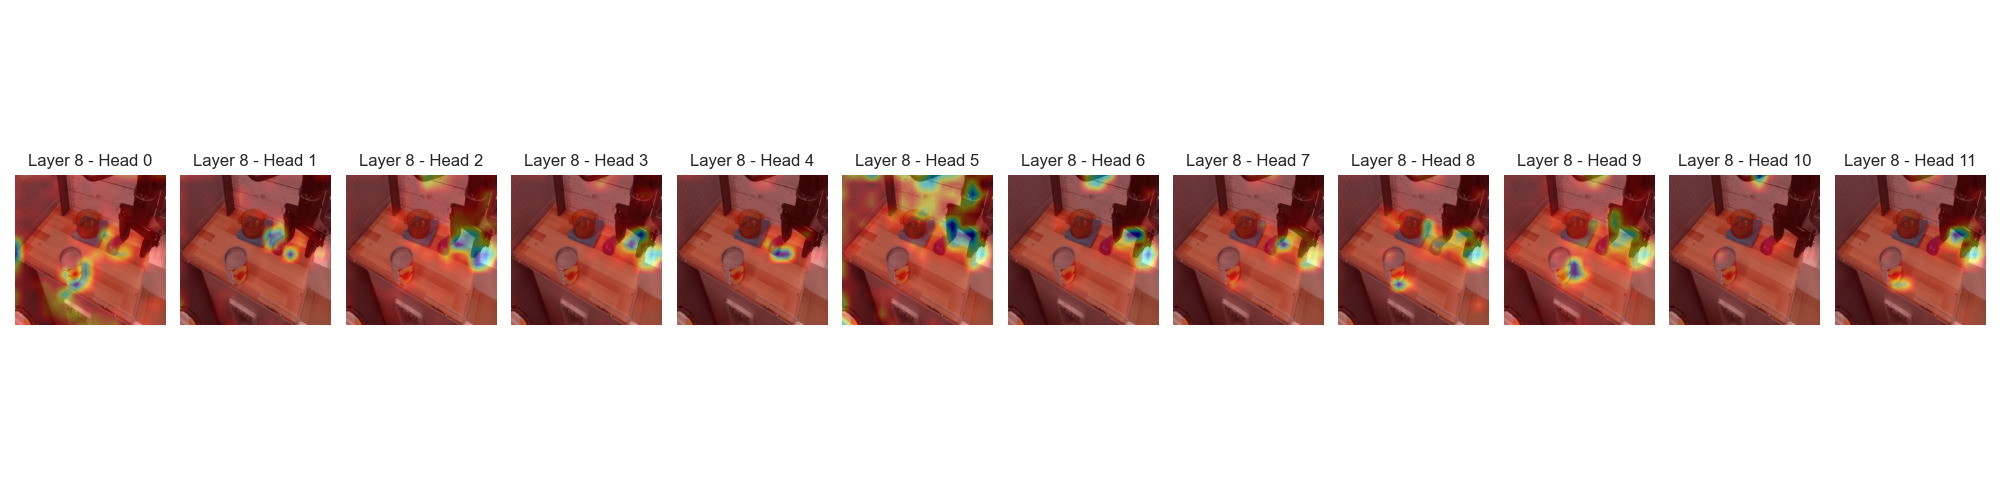 Layer 8 - Head 0
Layer 8 - Head 1
Layer 8 - Head 2
Layer 8 - Head 3
Layer 8 - Head 4
Layer 8 - Head 5
Layer 8 - Head 6
Layer 8 - Head 7
Layer 8 - Head 8
Layer 8 - Head 9
Layer 8 - Head 10
Layer 8 - Head 11